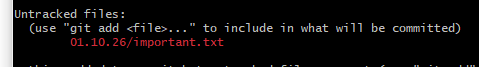 Untracked files:
(use "git add <file>..." to include in what will be committed)
01.10.26/important.txt